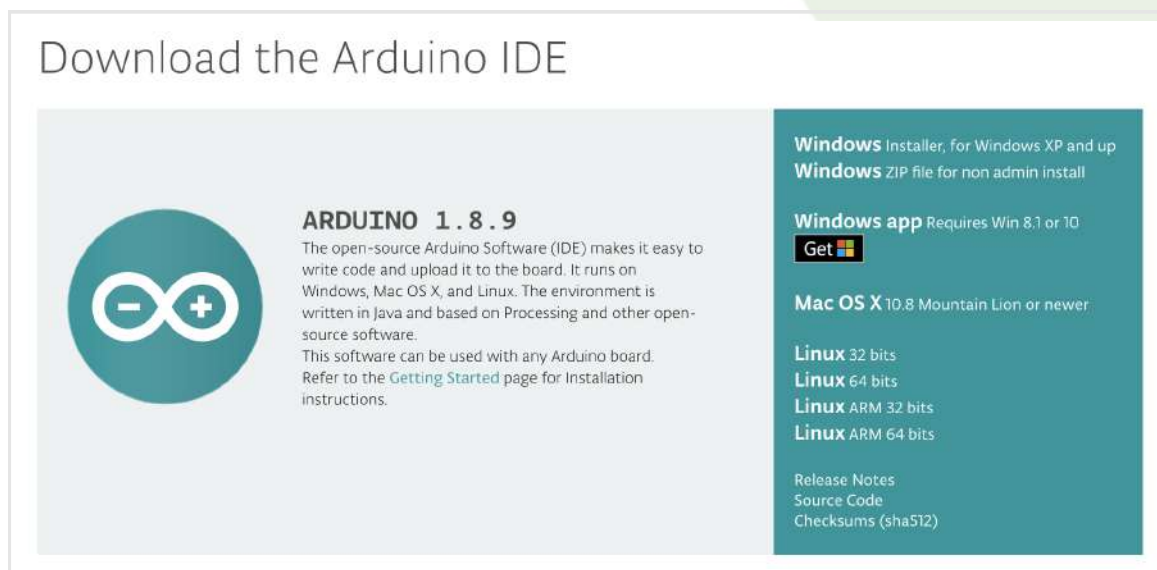 Download the Arduino IDE
ARDUINO 1.8.9
The open-source Arduino Software (IDE) makes it easy to
write code and upload it to the board. It runs on
Windows, Mac OS X, and Linux. The environment is
written in Java and based on Processing and other open-
source software.
This software can be used with any Arduino board.
Refer to the Getting Started page for Installation
instructions.
Windows Installer, for Windows XP and up
Windows ZIP file for non admin install
Windows app Requires Win 8.1 or 10
Get
Mac OS X 10.8 Mountain Lion or newer
Linux 32 bits
Linux 64 bits
Linux ARM 32 bits
Linux ARM 64 bits
Release Notes
Source Code
Checksums (sha512)